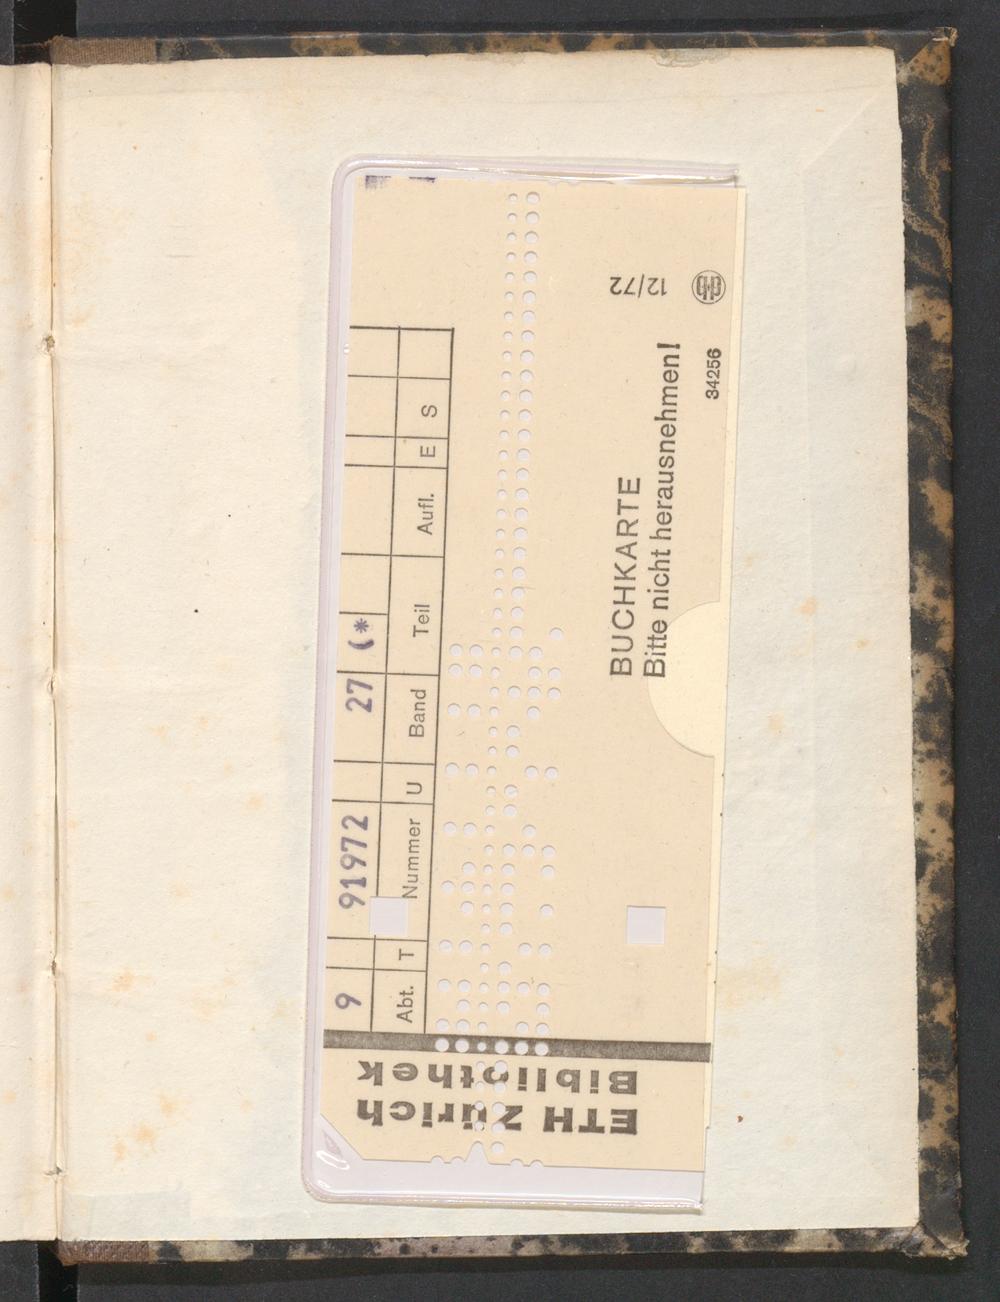 ETH Zürich
Bibliothek
9 91972 27 (*
Abt. T Nummer U Band Teil Aufl. E S
BUCHKARTE
Bitte nicht herausnehmen!
34256
12/72